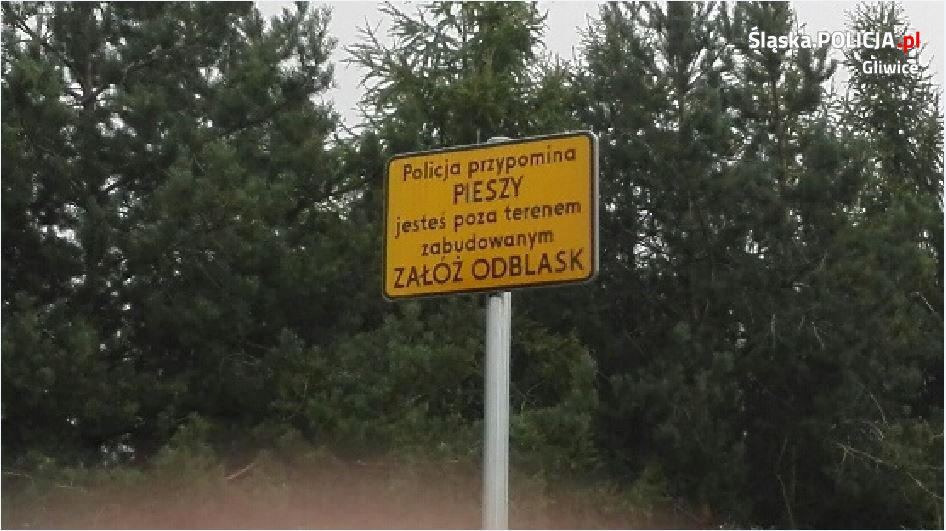 Śląska.POLICJA.pl
Gliwice
Policja przypomina
PIESZY
jesteś poza terenem
zabudowanym
ZAŁÓŻ ODBLASK